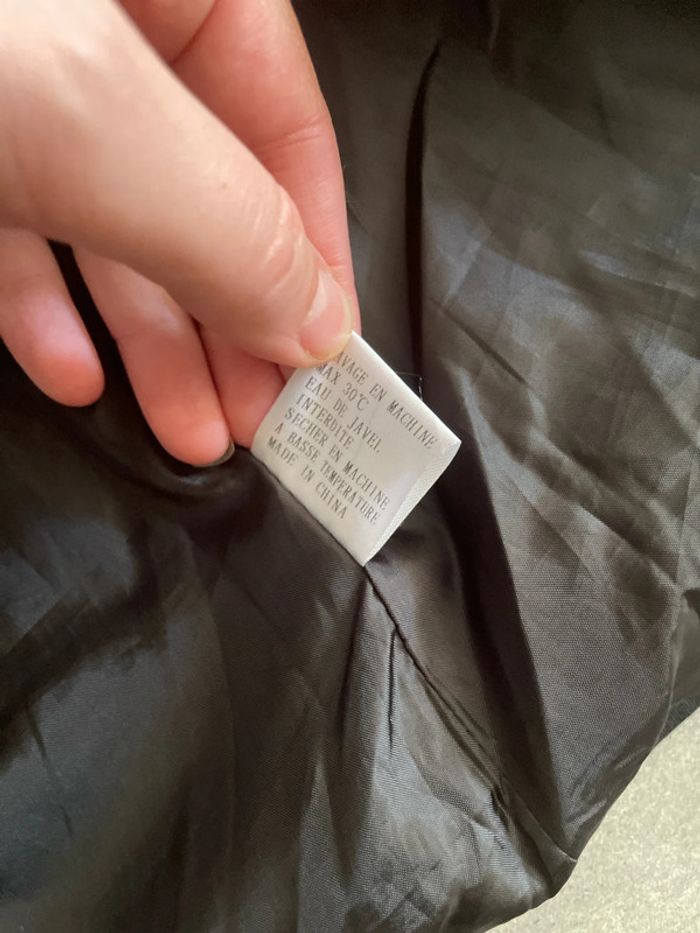 AVAGE EN MACHINE
MAX 30°C
EAU DE JAVEL
INTERDITE
SECHER EN MACHINE
A BASSE TEMPERATURE
MADE IN CHINA